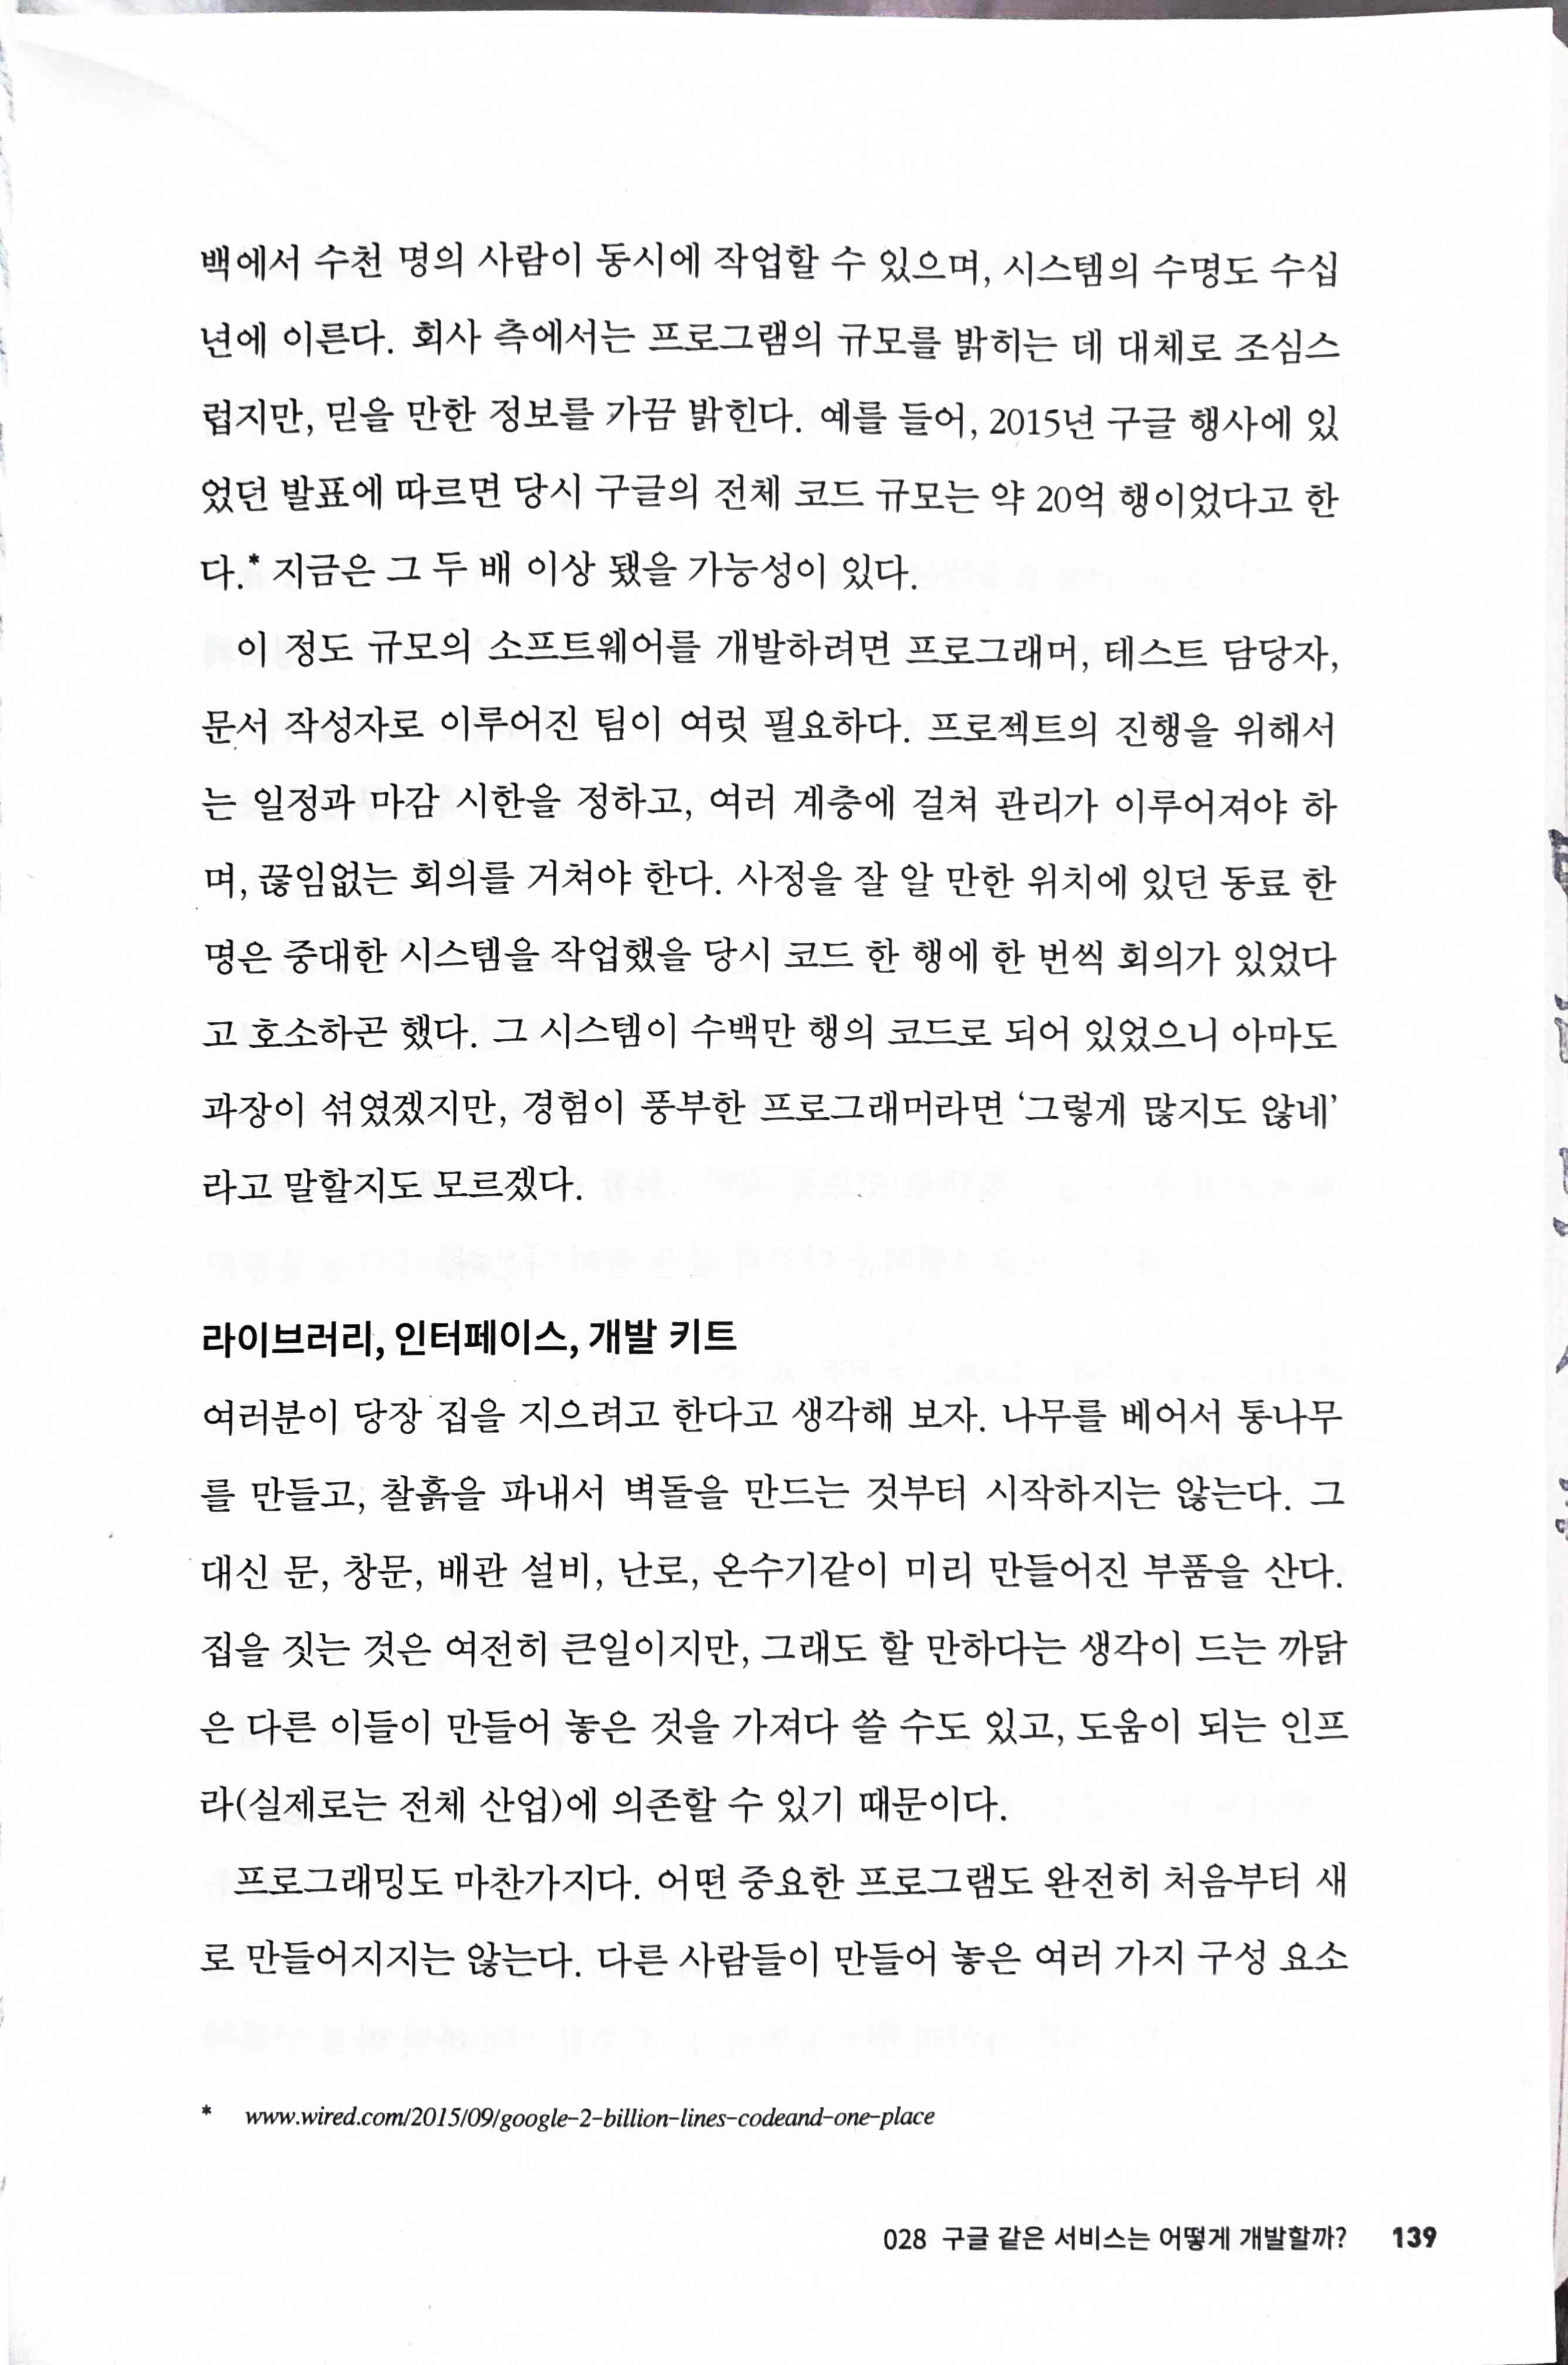 백에서 수천 명의 사람이 동시에 작업할 수 있으며, 시스템의 수명도 수십
년에 이른다. 회사 측에서는 프로그램의 규모를 밝히는 데 대체로 조심스
럽지만, 믿을 만한 정보를 가끔 밝힌다. 예를 들어, 2015년 구글 행사에 있
었던 발표에 따르면 당시 구글의 전체 코드 규모는 약 20억 행이었다고 한
다.* 지금은 그 두 배 이상 됐을 가능성이 있다.
이 정도 규모의 소프트웨어를 개발하려면 프로그래머, 테스트 담당자,
문서 작성자로 이루어진 팀이 여럿 필요하다. 프로젝트의 진행을 위해서
는 일정과 마감 시한을 정하고, 여러 계층에 걸쳐 관리가 이루어져야 하
며, 끊임없는 회의를 거쳐야 한다. 사정을 잘 알 만한 위치에 있던 동료 한
명은 중대한 시스템을 작업했을 당시 코드 한 행에 한 번씩 회의가 있었다
고 호소하곤 했다. 그 시스템이 수백만 행의 코드로 되어 있었으니 아마도
과장이 섞였겠지만, 경험이 풍부한 프로그래머라면 ‘그렇게 많지도 않네’
라고 말할지도 모르겠다.
라이브러리, 인터페이스, 개발 키트
여러분이 당장 집을 지으려고 한다고 생각해 보자. 나무를 베어서 통나무
를 만들고, 찰흙을 파내서 벽돌을 만드는 것부터 시작하지는 않는다. 그
대신 문, 창문, 배관 설비, 난로, 온수기같이 미리 만들어진 부품을 산다.
집을 짓는 것은 여전히 큰일이지만, 그래도 할 만하다는 생각이 드는 까닭
은 다른 이들이 만들어 놓은 것을 가져다 쓸 수도 있고, 도움이 되는 인프
라(실제로는 전체 산업)에 의존할 수 있기 때문이다.
프로그래밍도 마찬가지다. 어떤 중요한 프로그램도 완전히 처음부터 새
로 만들어지지는 않는다. 다른 사람들이 만들어 놓은 여러 가지 구성 요소
* www.wired.com/2015/09/google-2-billion-lines-codeand-one-place
028 구글 같은 서비스는 어떻게 개발할까? 139